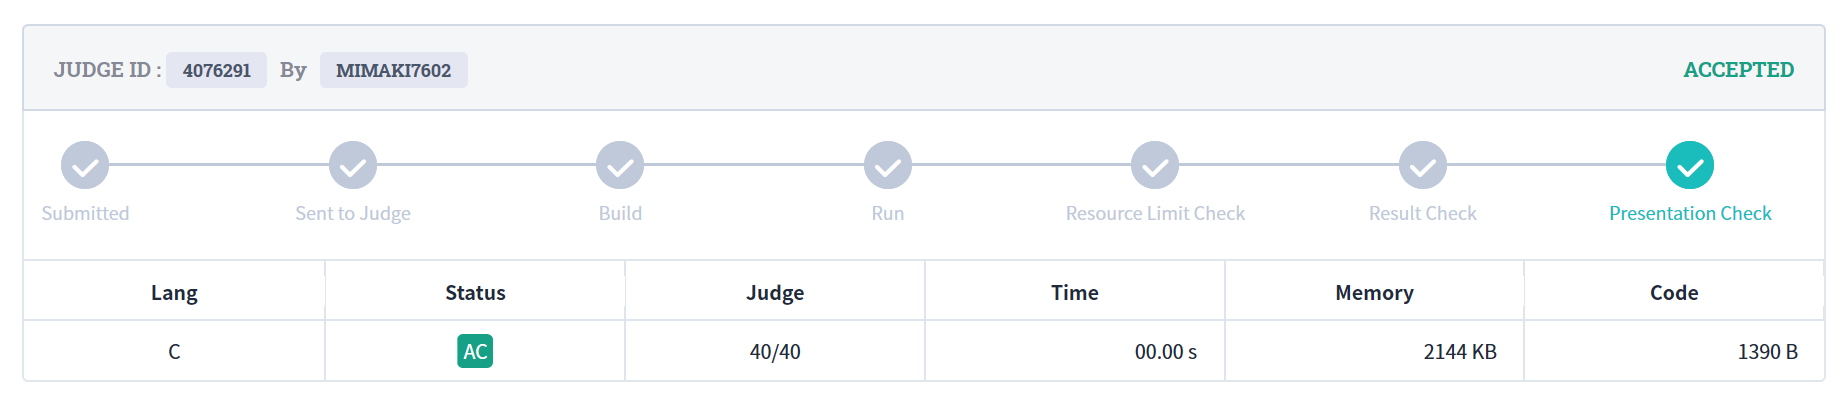 JUDGE ID : 4076291 By MIMAKI7602 ACCEPTED
Submitted Sent to Judge Build Run Resource Limit Check Result Check Presentation Check
Lang Status Judge Time Memory Code
C AC 40/40 00.00 s 2144 KB 1390 B